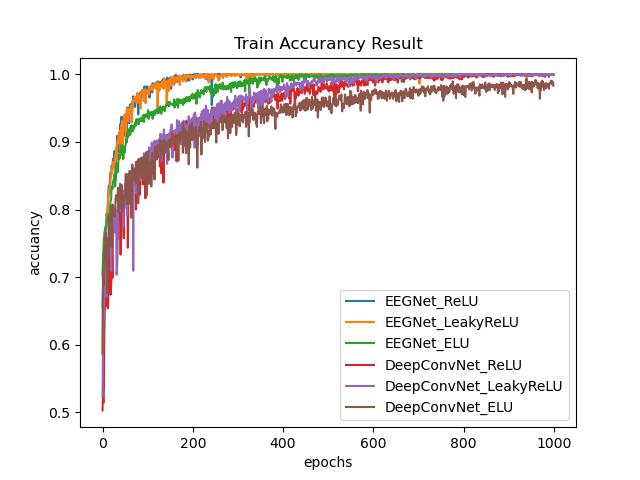 Train Accurancy Result
accuancy
1.0
0.9
0.8
0.7
0.6
0.5
EEGNet_ReLU
EEGNet_LeakyReLU
EEGNet_ELU
DeepConvNet_ReLU
DeepConvNet_LeakyReLU
DeepConvNet_ELU
0 200 400 600 800 1000
epochs